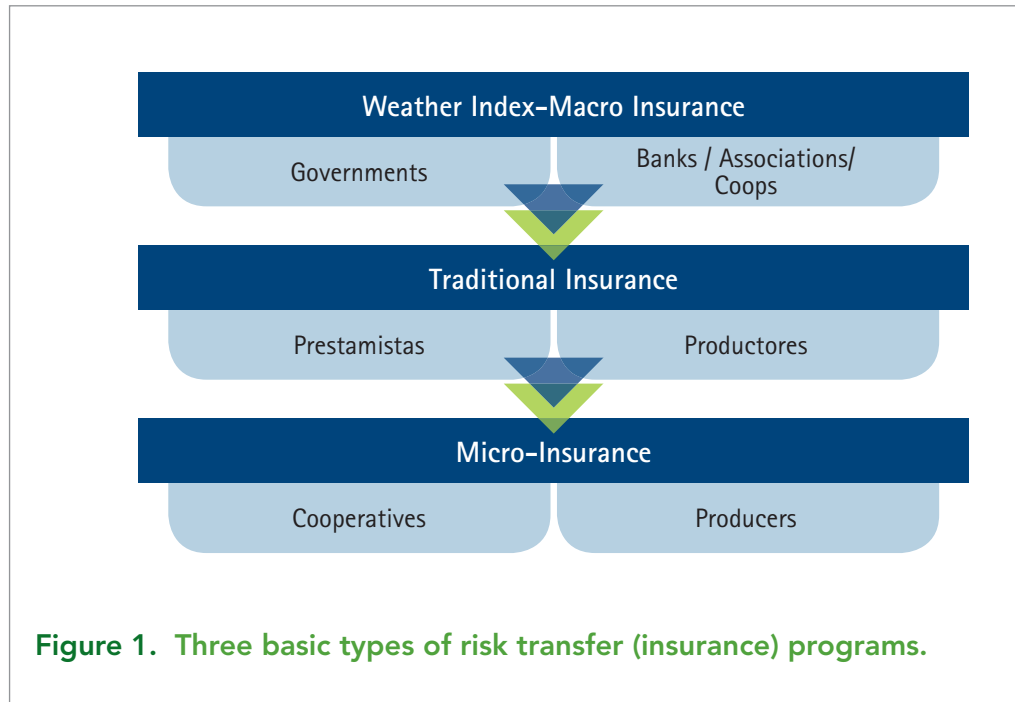 Weather Index-Macro Insurance
Governments
Banks / Associations/
Coops
Traditional Insurance
Prestamistas
Productores
Micro-Insurance
Cooperatives
Producers
Figure 1. Three basic types of risk transfer (insurance) programs.